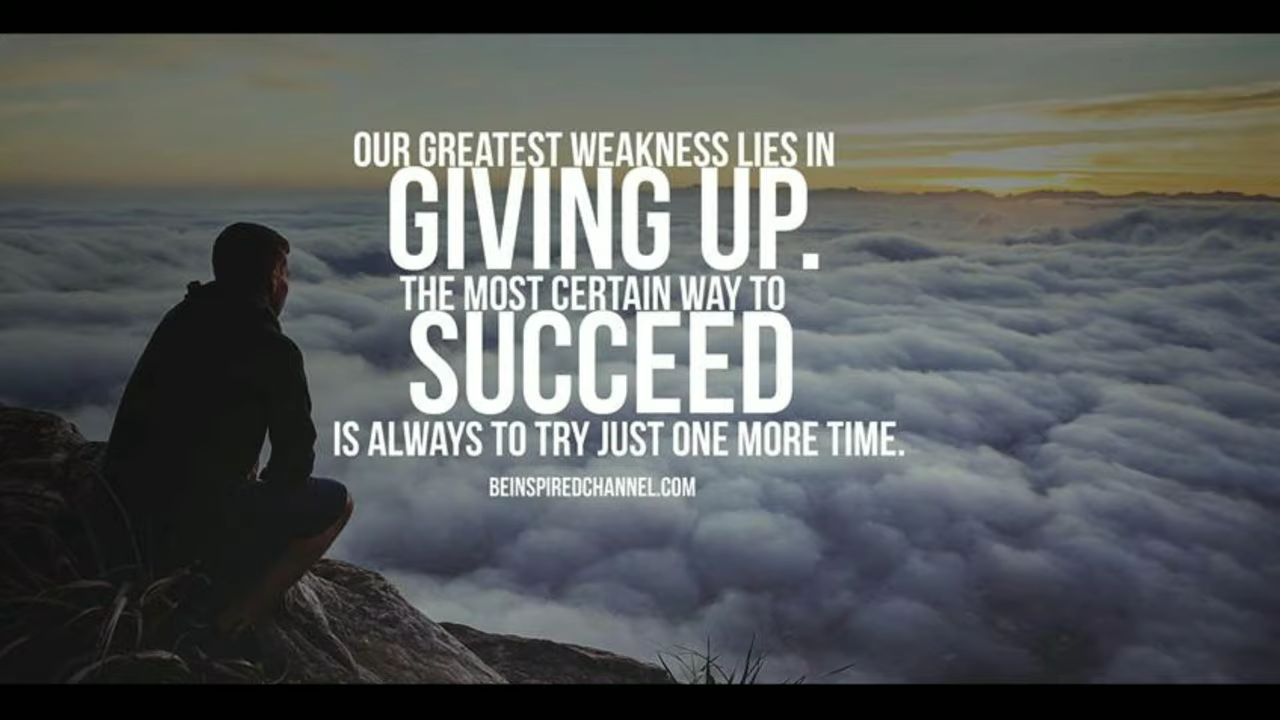 OUR GREATEST WEAKNESS LIES IN
GIVING UP.
THE MOST CERTAIN WAY TO
SUCCEED
IS ALWAYS TO TRY JUST ONE MORE TIME.
BEINSPIREDCHANNEL.COM